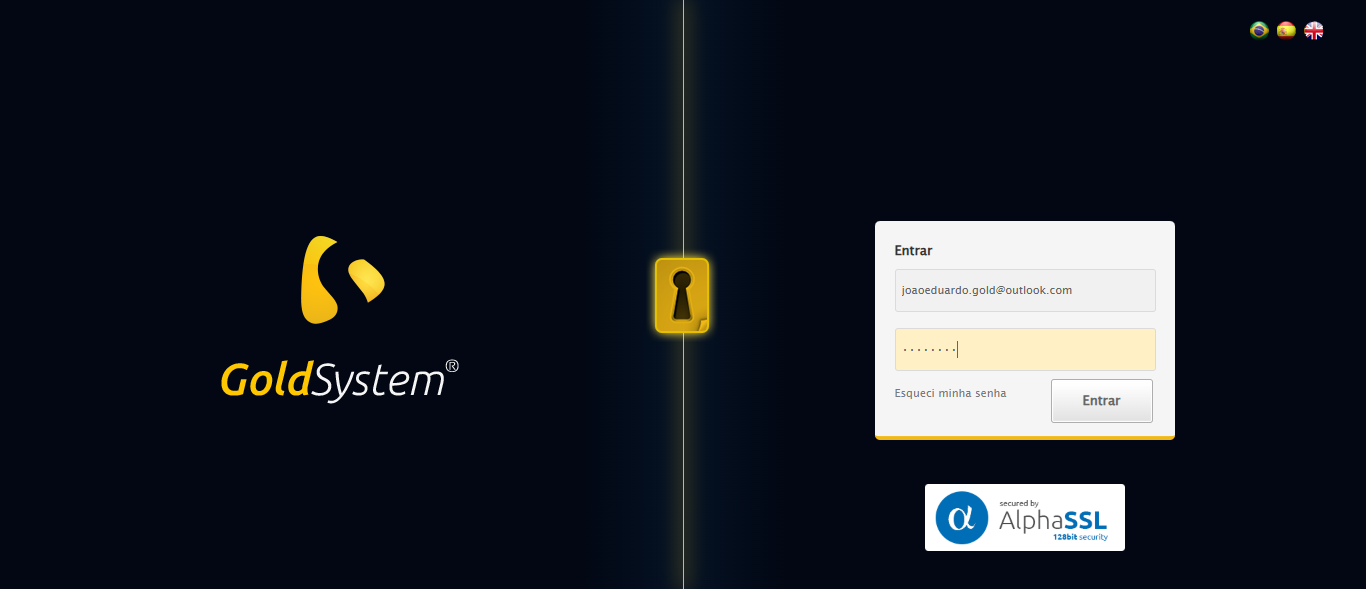 GoldSystem®
Entrar
joaoeduardo.gold@outlook.com
········
Esqueci minha senha
Entrar
α
secured by
AlphaSSL
128bit security